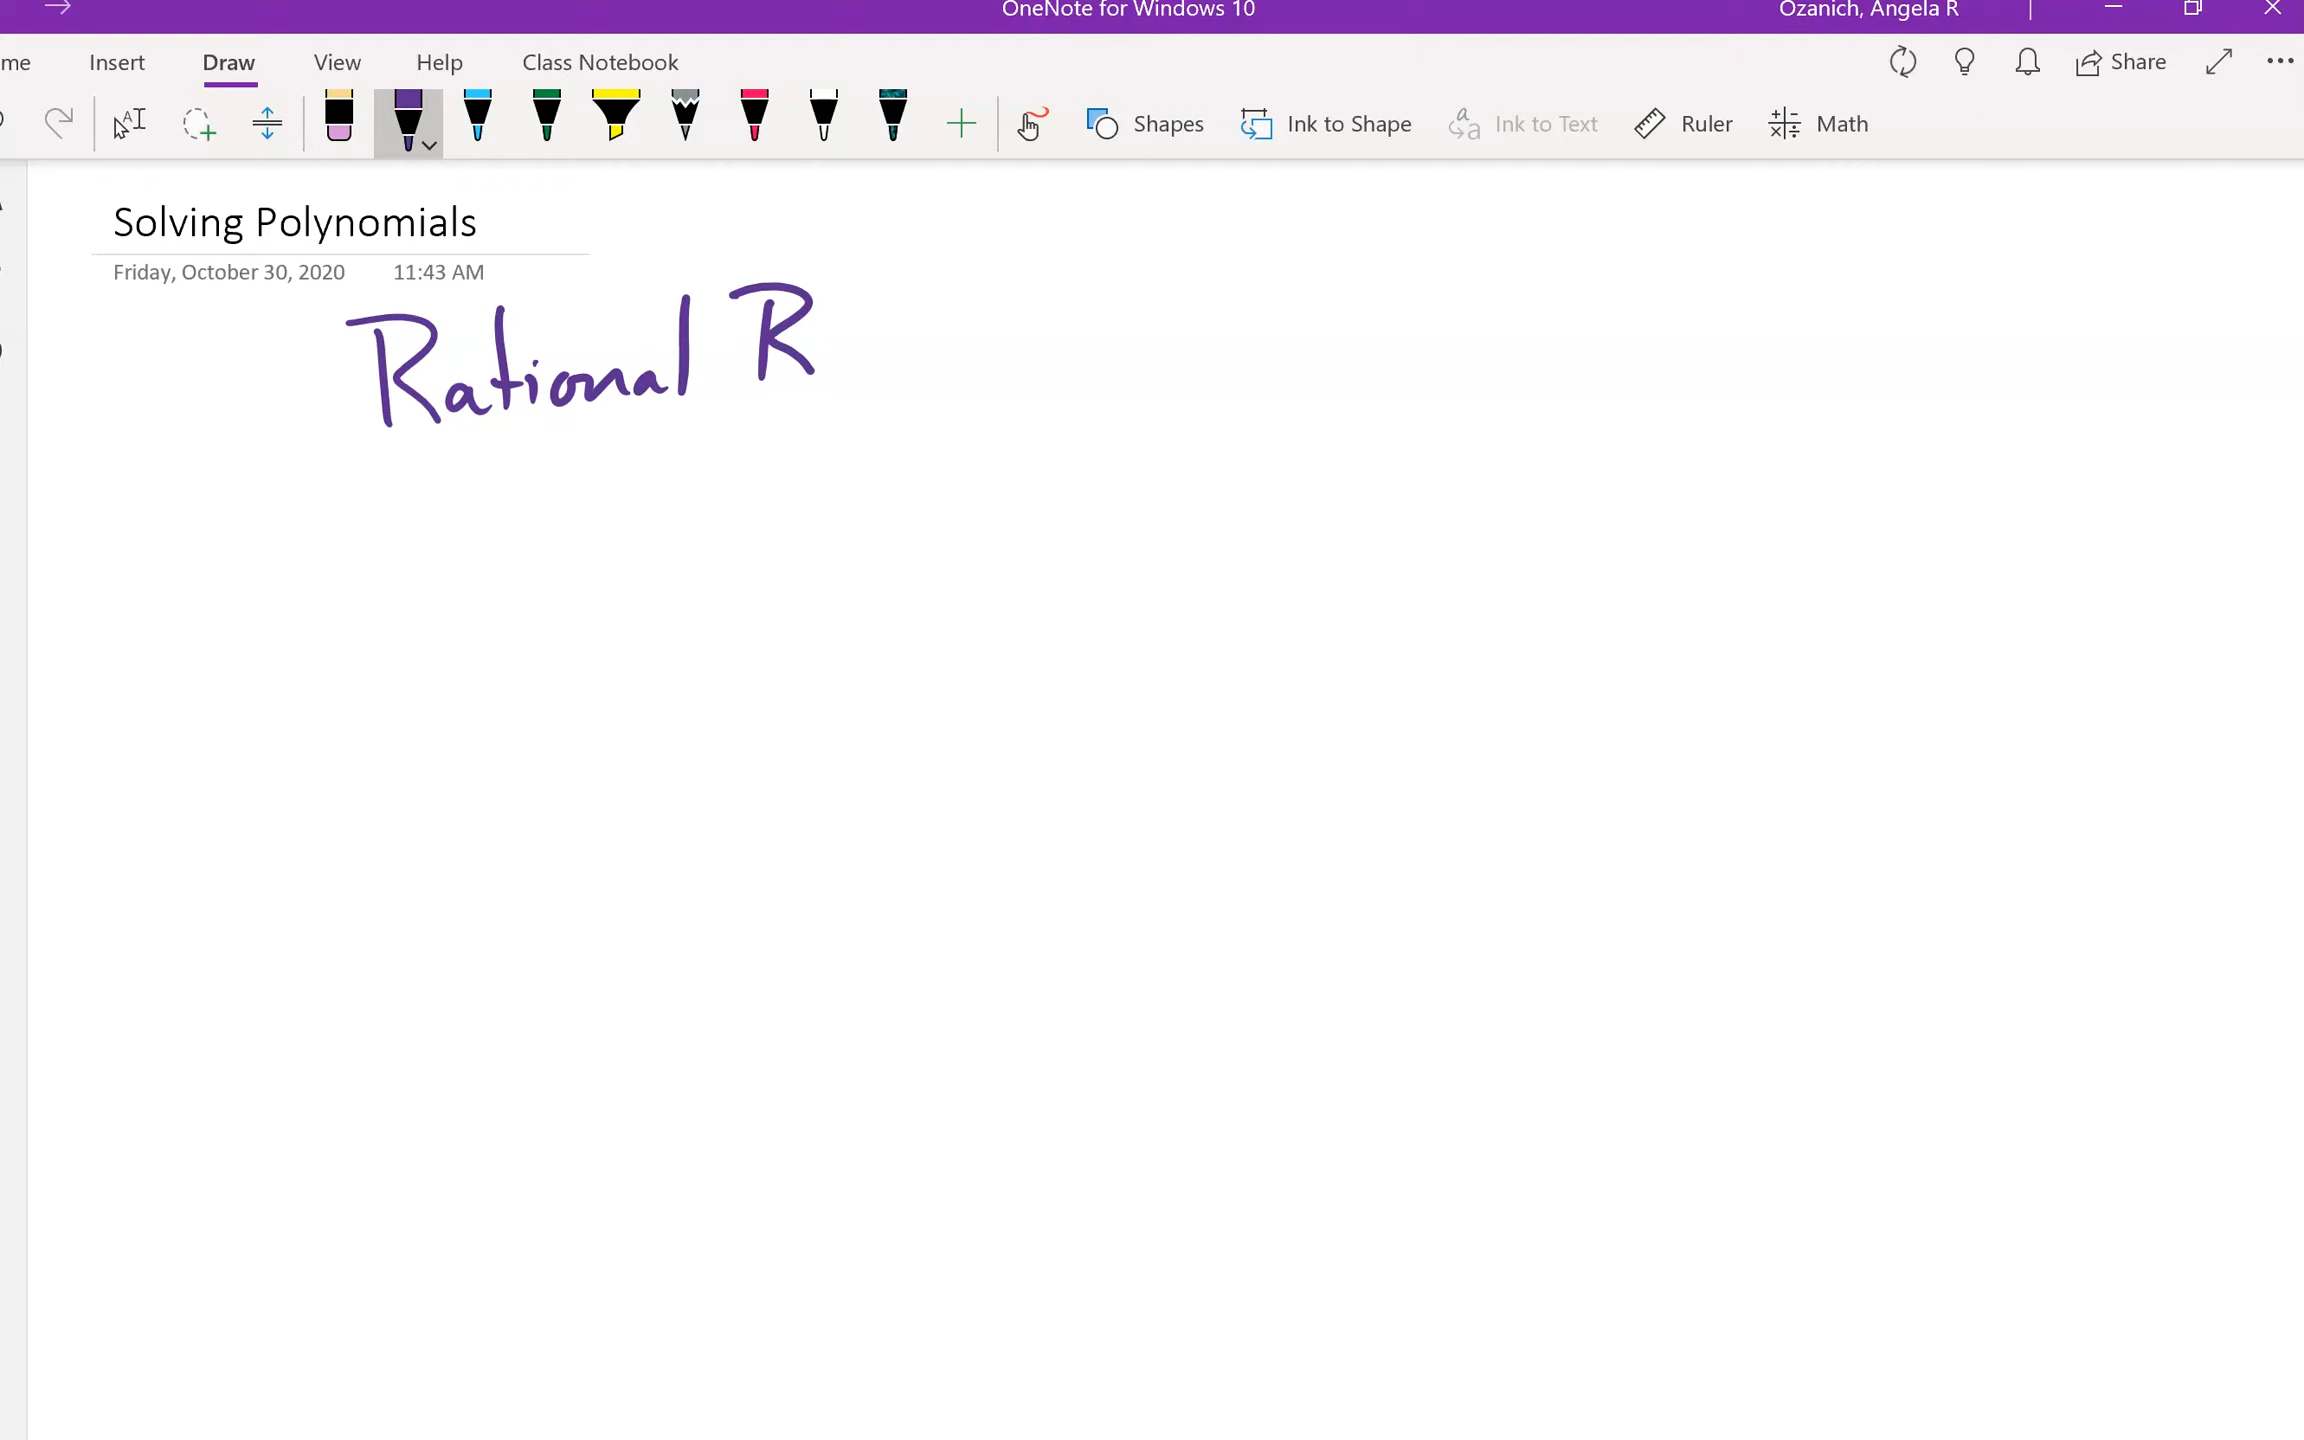 OneNote for Windows 10 Ozanich, Angela R
me Insert Draw View Help Class Notebook Share
Shapes Ink to Shape Ink to Text Ruler Math
Solving Polynomials
Friday, October 30, 2020 11:43 AM
Rational R